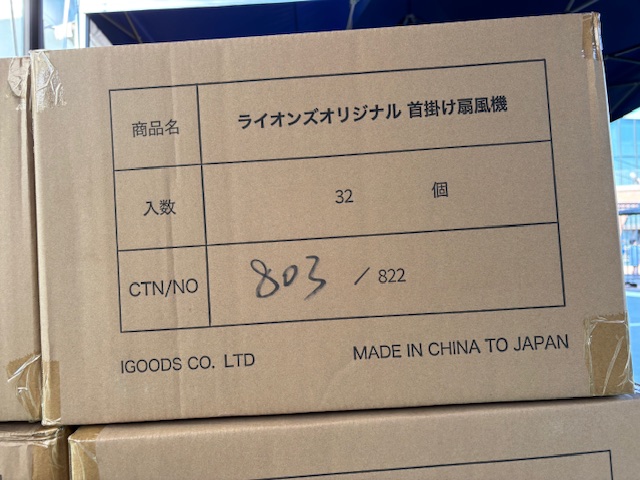 商品名 ライオンズオリジナル 首掛け扇風機
入数 32 個
CTN/NO 803 / 822
IGOODS CO. LTD MADE IN CHINA TO JAPAN